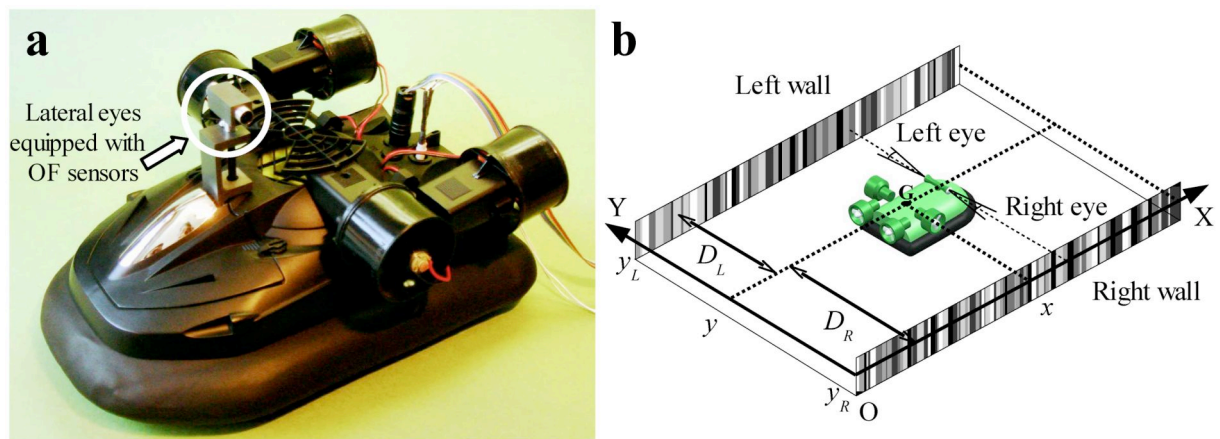 a
Lateral eyes
equipped with
OF sensors
b
Left wall
Left eye
G
Right eye
Y
X
y_L
D_L
D_R
Right wall
y
x
y_R
O